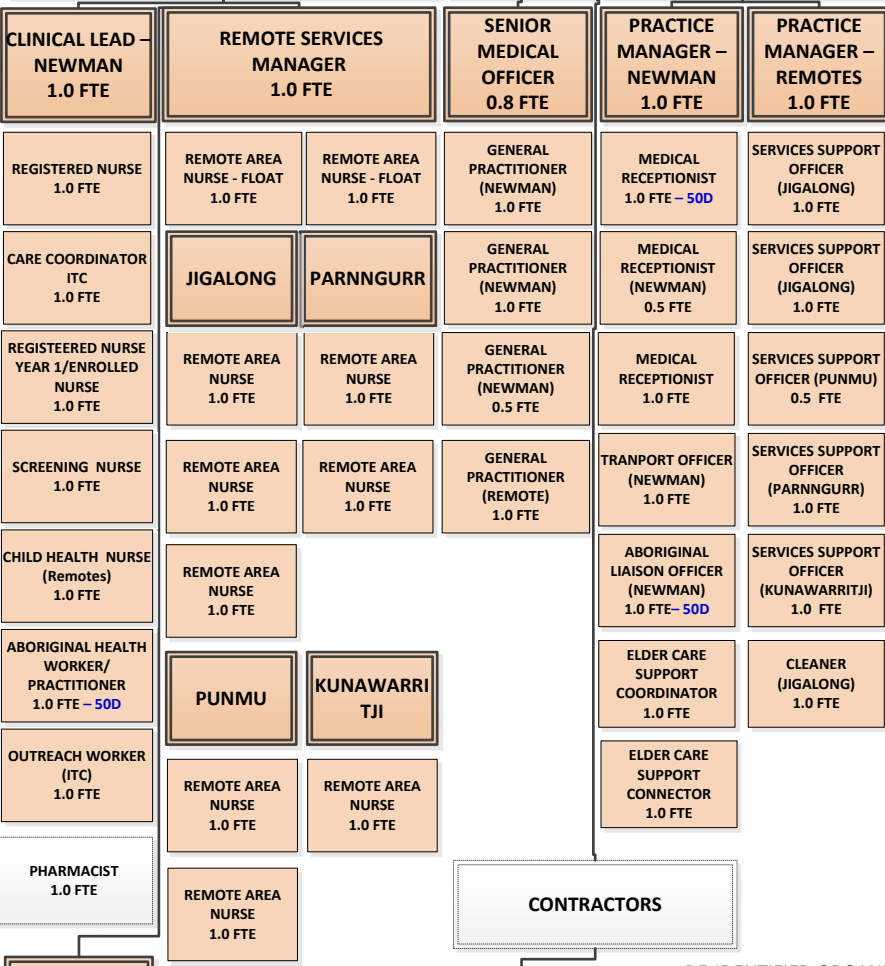 CLINICAL LEAD –
NEWMAN
1.0 FTE
REMOTE SERVICES
MANAGER
1.0 FTE
SENIOR
MEDICAL
OFFICER
0.8 FTE
PRACTICE
MANAGER –
NEWMAN
1.0 FTE
PRACTICE
MANAGER –
REMOTES
1.0 FTE
REGISTERED NURSE
1.0 FTE
CARE COORDINATOR
ITC
1.0 FTE
REGISTEERED NURSE
YEAR 1/ENROLLED
NURSE
1.0 FTE
SCREENING NURSE
1.0 FTE
CHILD HEALTH NURSE
(Remotes)
1.0 FTE
ABORIGINAL HEALTH
WORKER/
PRACTITIONER
1.0 FTE – 50D
OUTREACH WORKER
(ITC)
1.0 FTE
PHARMACIST
1.0 FTE
REMOTE AREA
NURSE - FLOAT
1.0 FTE
REMOTE AREA
NURSE - FLOAT
1.0 FTE
JIGALONG
PARNNGURR
REMOTE AREA
NURSE
1.0 FTE
REMOTE AREA
NURSE
1.0 FTE
REMOTE AREA
NURSE
1.0 FTE
REMOTE AREA
NURSE
1.0 FTE
REMOTE AREA
NURSE
1.0 FTE
PUNMU
KUNAWARRI
TJI
REMOTE AREA
NURSE
1.0 FTE
REMOTE AREA
NURSE
1.0 FTE
REMOTE AREA
NURSE
1.0 FTE
GENERAL
PRACTITIONER
(NEWMAN)
1.0 FTE
GENERAL
PRACTITIONER
(NEWMAN)
1.0 FTE
GENERAL
PRACTITIONER
(NEWMAN)
0.5 FTE
GENERAL
PRACTITIONER
(REMOTE)
1.0 FTE
MEDICAL
RECEPTIONIST
1.0 FTE – 50D
MEDICAL
RECEPTIONIST
(NEWMAN)
0.5 FTE
MEDICAL
RECEPTIONIST
1.0 FTE
TRANPORT OFFICER
(NEWMAN)
1.0 FTE
ABORIGINAL
LIAISON OFFICER
(NEWMAN)
1.0 FTE– 50D
ELDER CARE
SUPPORT
COORDINATOR
1.0 FTE
ELDER CARE
SUPPORT
CONNECTOR
1.0 FTE
SERVICES SUPPORT
OFFICER
(JIGALONG)
1.0 FTE
SERVICES SUPPORT
OFFICER
(JIGALONG)
1.0 FTE
SERVICES SUPPORT
OFFICER (PUNMU)
0.5 FTE
SERVICES SUPPORT
OFFICER
(PARNNGURR)
1.0 FTE
SERVICES SUPPORT
OFFICER
(KUNAWARRITJI)
1.0 FTE
CLEANER
(JIGALONG)
1.0 FTE
CONTRACTORS